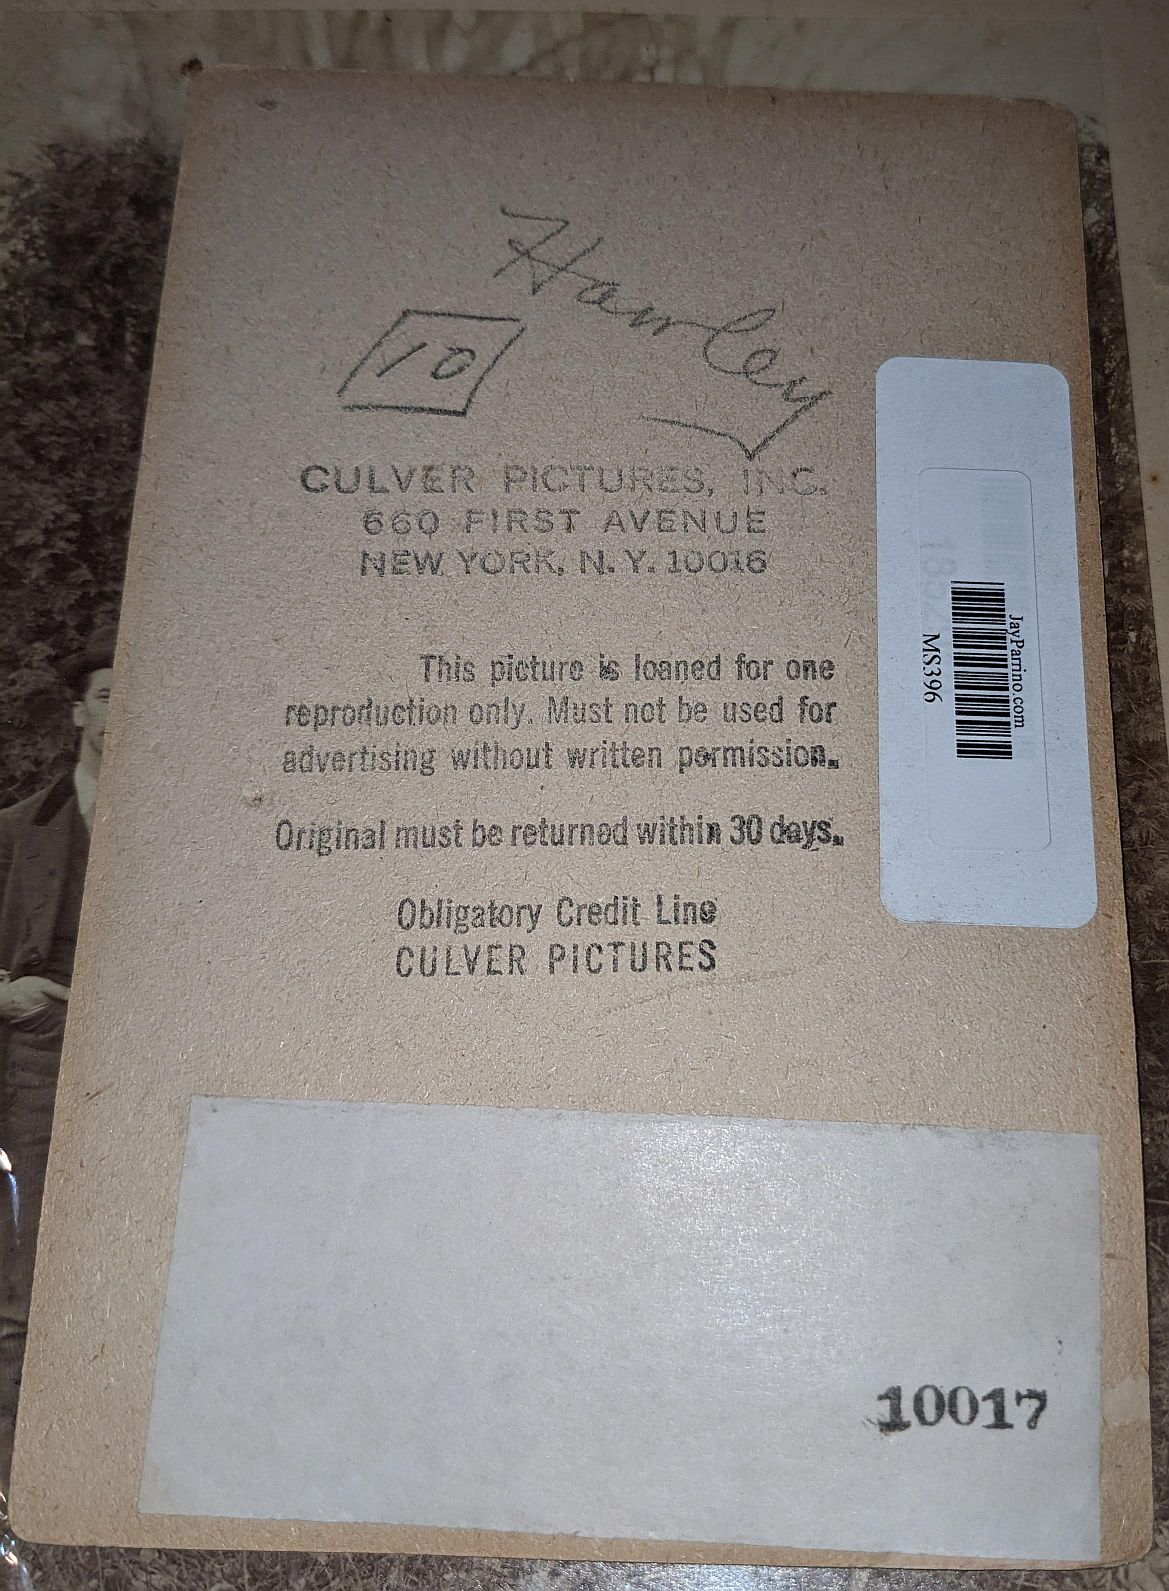 Hawley
10
CULVER PICTURES, INC.
660 FIRST AVENUE
NEW YORK, N. Y. 10016
This picture is loaned for one
reproduction only. Must not be used for
advertising without written permission.
Original must be returned within 30 days.
Obligatory Credit Line
CULVER PICTURES
JayParrino.com
MS396
10017